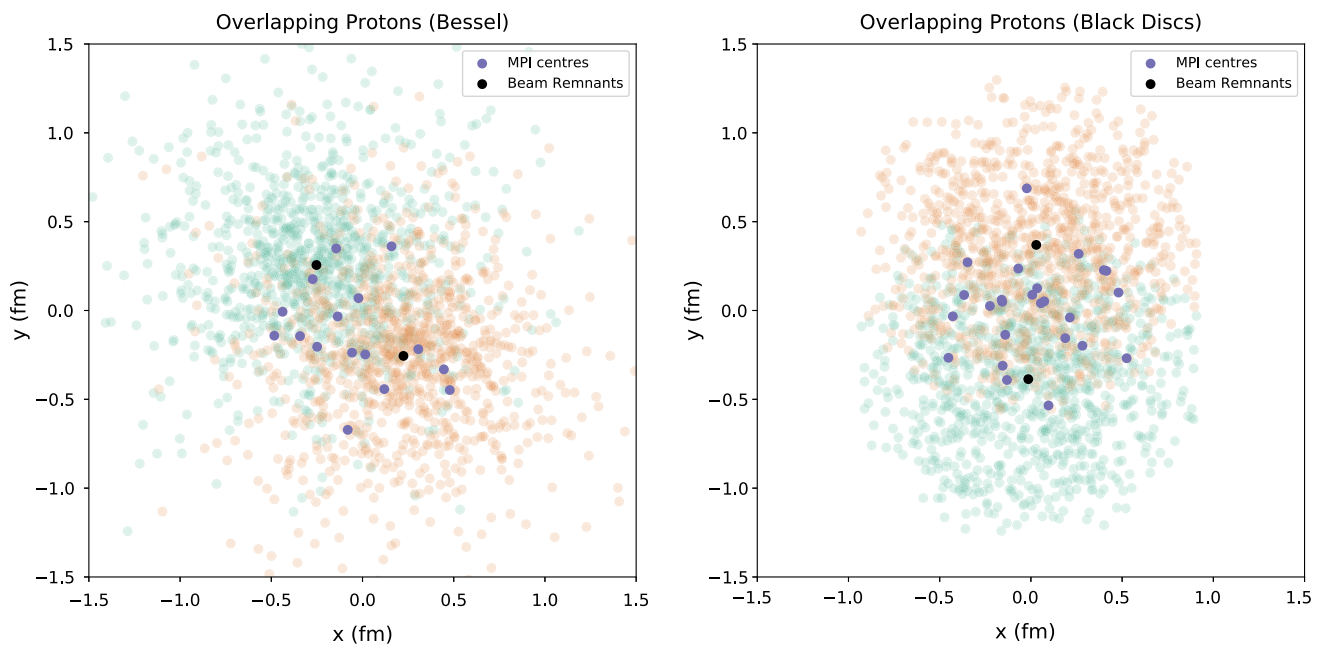 Overlapping Protons (Bessel)
MPI centres
Beam Remnants
1.5
1.0
0.5
0.0
−0.5
−1.0
−1.5
y (fm)
−1.5 −1.0 −0.5 0.0 0.5 1.0 1.5
x (fm)
Overlapping Protons (Black Discs)
MPI centres
Beam Remnants
1.5
1.0
0.5
0.0
−0.5
−1.0
−1.5
y (fm)
−1.5 −1.0 −0.5 0.0 0.5 1.0 1.5
x (fm)